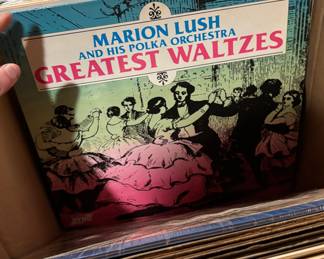 MARION LUSH
AND HIS POLKA ORCHESTRA
GREATEST WALTZES